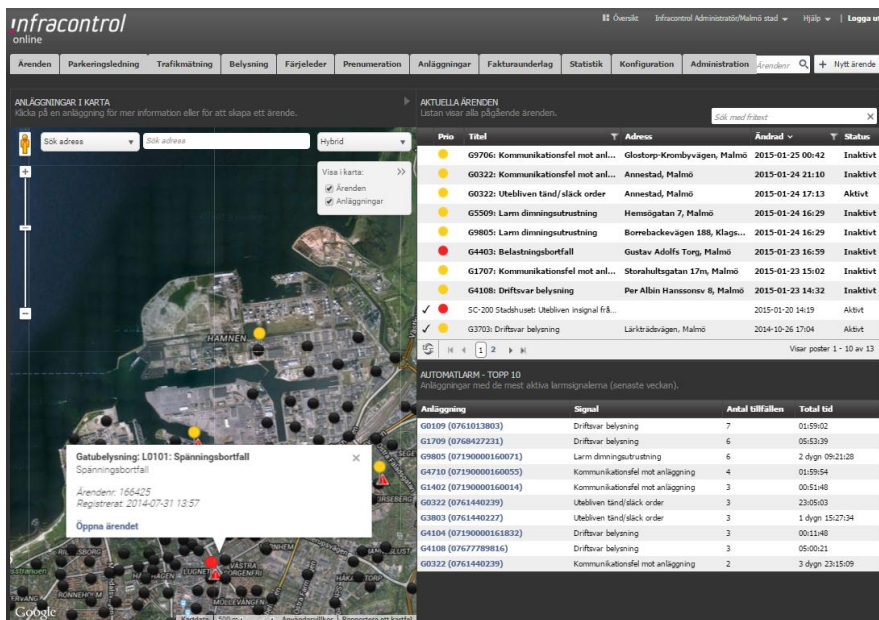 infracontrol
online
Översikt Infracontrol Administratör/Malmö stad Hjälp | Logga ut
Ärenden Parkeringsledning Trafikmätning Belysning Färjeleder Prenumeration Anläggningar Fakturaunderlag Statistik Konfiguration Administration Ärendenr + Nytt ärende
ANLÄGGNINGAR I KARTA
Klicka på en anläggning för mer information eller för att skapa ett ärende.
Sök adress Sök adress Hybrid
Visa i karta: >>
Ärenden
Anläggningar
HAMNEN
Gatubelysning: L0101: Spänningsbortfall
Spänningsbortfall
Ärendenr: 166425
Registrerat: 2014-07-31 13:57
Öppna ärendet
LUGNET VÄSTRA
SORGENFRI
RÖNNEHOLM
MÖLLEVÅNGEN
Google
Kartdata 500 m Användarvillkor Rapportera ett kartfel
AKTUELLA ÄRENDEN
Listan visar alla pågående ärenden.
Sök med fritext X
Prio Titel Adress Ändrad Status
G9706: Kommunikationsfel mot anl... Glostorp-Krombyvägen, Malmö 2015-01-25 00:42 Inaktivt
G0322: Kommunikationsfel mot anl... Annestad, Malmö 2015-01-24 21:10 Inaktivt
G0322: Utebliven tänd/släck order Annestad, Malmö 2015-01-24 17:13 Aktivt
G5509: Larm dimningsutrustning Hemsögatan 7, Malmö 2015-01-24 16:29 Inaktivt
G9805: Larm dimningsutrustning Borrebackevägen 188, Klags... 2015-01-24 16:29 Inaktivt
G4403: Belastningsbortfall Gustav Adolfs Torg, Malmö 2015-01-23 16:59 Inaktivt
G1707: Kommunikationsfel mot anl... Storahultsgatan 17m, Malmö 2015-01-23 15:02 Inaktivt
G4108: Driftsvar belysning Per Albin Hanssonsv 8, Malmö 2015-01-23 14:32 Inaktivt
✓ SC-200 Stadshuset: Utebliven insignal frå... 2015-01-20 14:19 Aktivt
✓ G3703: Driftsvar belysning Lärkträdsvägen, Malmö 2014-10-26 17:04 Aktivt
1 2 Visar poster 1 - 10 av 13
AUTOMATLARM - TOPP 10
Anläggningar med de mest aktiva larmsignalerna (senaste veckan).
Anläggning Signal Antal tillfällen Total tid
G0109 (0761013803) Driftsvar belysning 7 01:59:02
G1709 (0768427231) Driftsvar belysning 6 05:53:39
G9805 (07190000160071) Larm dimningsutrustning 6 2 dygn 09:21:28
G4710 (07190000160055) Kommunikationsfel mot anläggning 4 01:59:54
G1402 (07190000160014) Kommunikationsfel mot anläggning 3 00:51:48
G0322 (0761440239) Utebliven tänd/släck order 3 23:05:03
G3803 (0761440227) Utebliven tänd/släck order 3 1 dygn 15:27:34
G4104 (07190000161832) Driftsvar belysning 3 00:11:48
G4108 (07677789816) Driftsvar belysning 3 05:00:21
G0322 (0761440239) Kommunikationsfel mot anläggning 2 3 dygn 23:15:09